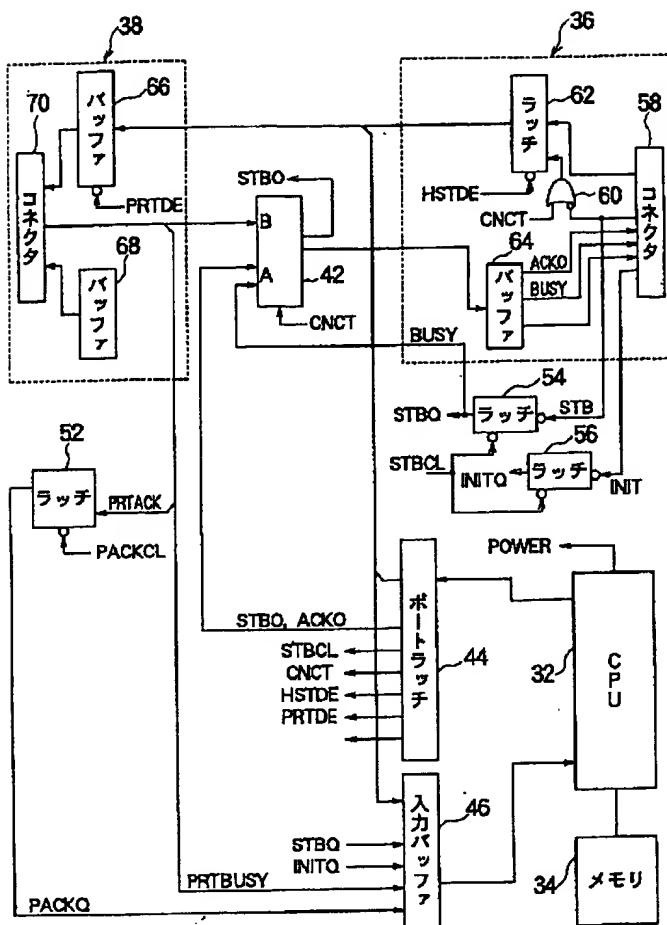 38
36
70
66
62
58
コネクタ
バッファ
ラッチ
コネクタ
PRTDE
STBO
HSTDE
CNCT
60
B
A
42
CNCT
64
バッファ
ACKO
BUSY
68
バッファ
BUSY
54
STBQ
ラッチ
STB
56
STBCL
INITQ
ラッチ
INIT
52
ラッチ
PRTACK
PACKCL
POWER
STBO, ACKO
STBCL
CNCT
HSTDE
PRTDE
ポートラッチ
44
32
CPU
入力バッファ
46
STBQ
INITQ
PRTBUSY
PACKQ
34
メモリ